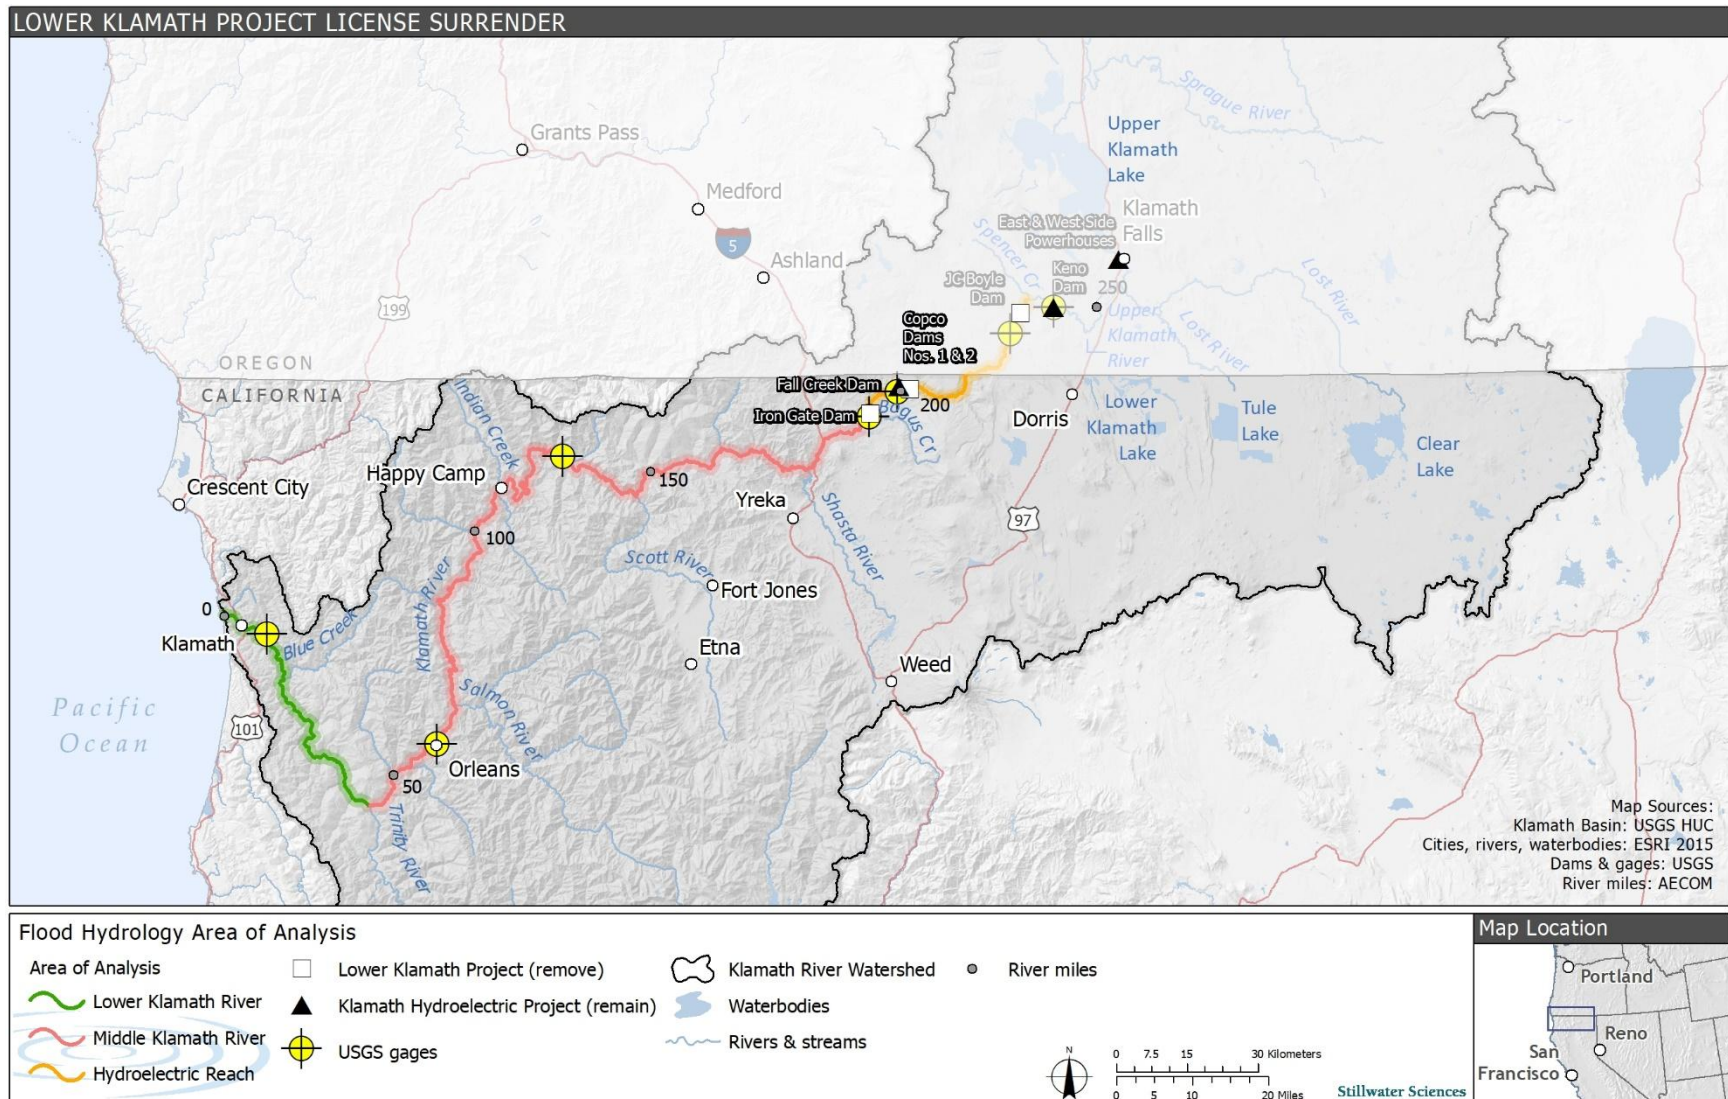 LOWER KLAMATH PROJECT LICENSE SURRENDER
Grants Pass
Sprague River
Upper
Klamath
Lake
Medford
5
Ashland
199
East & West Side
Powerhouses
Klamath
Falls
Spencer Cr
JC Boyle
Dam
Keno
Dam
250
Upper
Klamath
River
Lost River
Lost River
OREGON
CALIFORNIA
Copco
Dams
Nos. 1 & 2
Fall Creek Dam
Iron Gate Dam
200
Bogus Cr
Dorris
Lower
Klamath
Lake
Tule
Lake
Clear
Lake
Indian Creek
Happy Camp
Crescent City
150
Yreka
Shasta River
97
100
Scott River
Fort Jones
Klamath River
0
Klamath
Blue Creek
Etna
Weed
Salmon River
Pacific
Ocean
101
Orleans
50
Trinity River
Map Sources:
Klamath Basin: USGS HUC
Cities, rivers, waterbodies: ESRI 2015
Dams & gages: USGS
River miles: AECOM
Flood Hydrology Area of Analysis
Area of Analysis
Lower Klamath River
Middle Klamath River
Hydroelectric Reach
Lower Klamath Project (remove)
Klamath Hydroelectric Project (remain)
USGS gages
Klamath River Watershed
Waterbodies
Rivers & streams
River miles
N
0 7.5 15 30 Kilometers
0 5 10 20 Miles
Stillwater Sciences
Map Location
Portland
Reno
San
Francisco